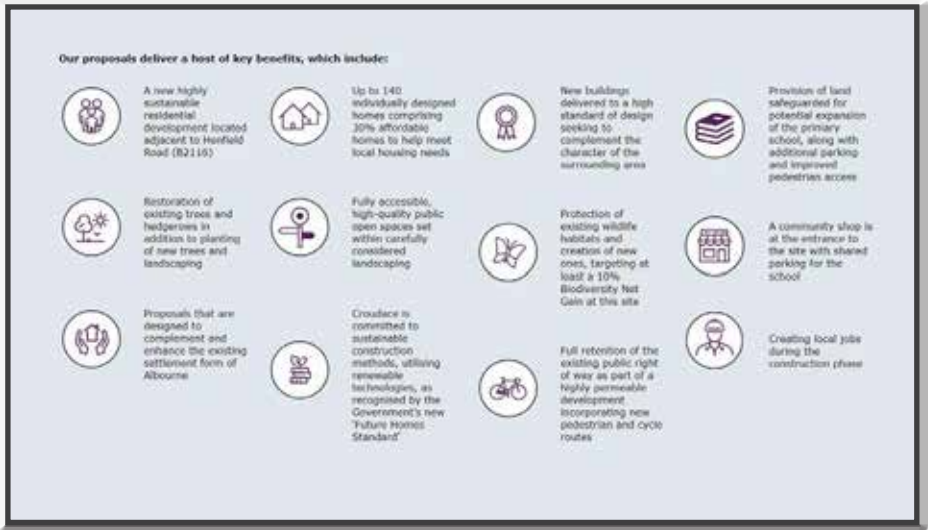 Our proposals deliver a host of key benefits, which include:
A new highly
sustainable
residential
development located
adjacent to Henfield
Road (B2116)
Up to 140
individually designed
homes comprising
30% affordable
homes to help meet
local housing needs
New buildings
delivered to a high
standard of design
seeking to
complement the
character of the
surrounding area
Provision of land
safeguarded for
potential expansion
of the primary
school, along with
additional parking
and improved
pedestrian access
Restoration of
existing trees and
hedgerows in
addition to planting
of new trees and
landscaping
Fully accessible,
high-quality public
open spaces set
within carefully
considered
landscaping
Protection of
existing wildlife
habitats and
creation of new
ones, targeting at
least a 10%
Biodiversity Net
Gain at this site
A community shop is
at the entrance to
the site with shared
parking for the
school
Proposals that are
designed to
complement and
enhance the existing
settlement form of
Albourne
Croudace is
committed to
sustainable
construction
methods, utilising
renewable
technologies, as
recognised by the
Government's new
'Future Homes
Standard'
Full retention of the
existing public right
of way as part of a
highly permeable
development
incorporating new
pedestrian and cycle
routes
Creating local jobs
during the
construction phase